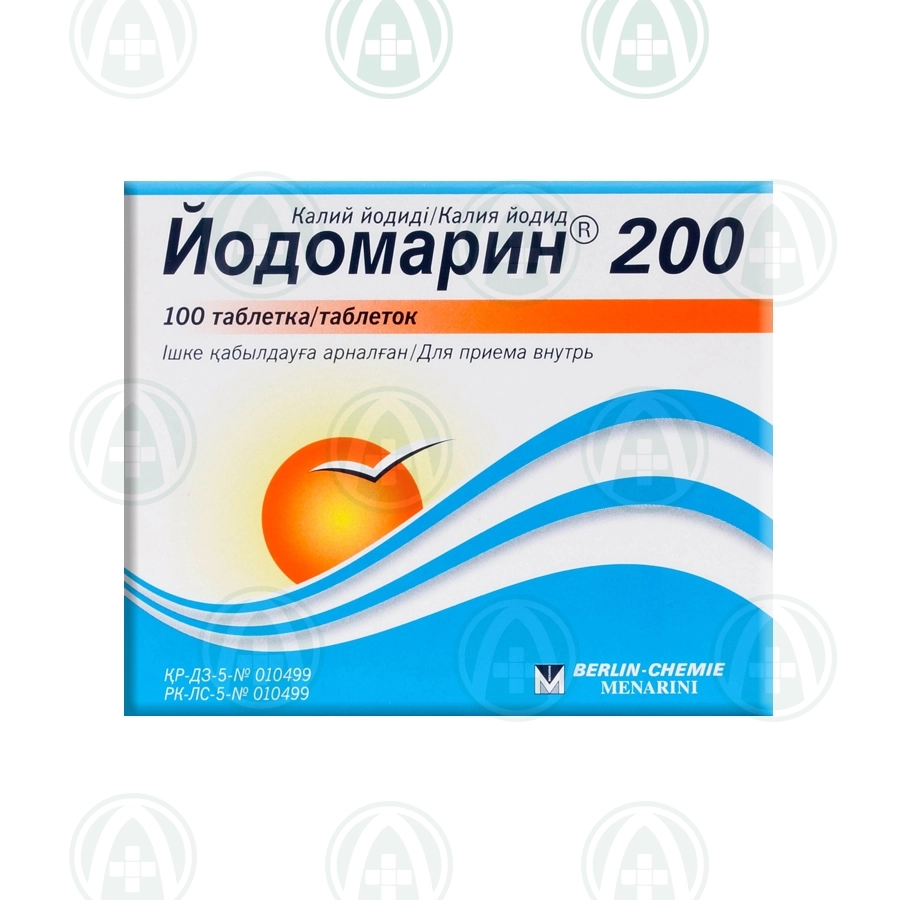 Калий йодиді/Калия йодид
Йодомарин® 200
100 таблетка/таблеток
Ішке қабылдауға арналған/Для приема внутрь
ҚР-ДЗ-5-№ 010499
РК-ЛС-5-№ 010499
BERLIN-CHEMIE
MENARINI